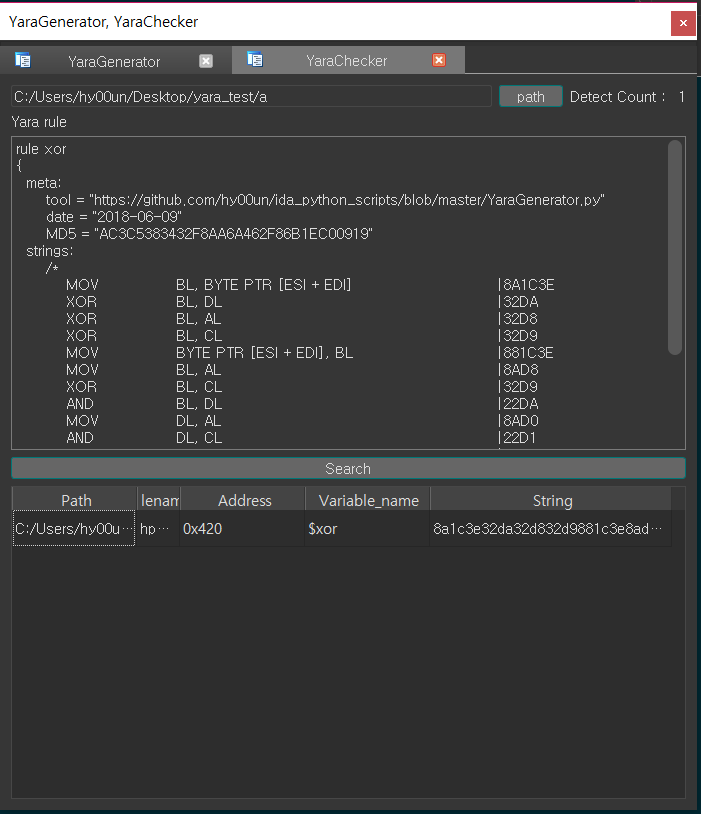 YaraGenerator, YaraChecker
YaraGenerator YaraChecker
C:/Users/hy00un/Desktop/yara_test/a path Detect Count : 1
Yara rule
rule xor
{
meta:
tool = "https://github.com/hy00un/ida_python_scripts/blob/master/YaraGenerator.py"
date = "2018-06-09"
MD5 = "AC3C5383432F8AA6A462F86B1EC00919"
strings:
/*
MOV BL, BYTE PTR [ESI + EDI] |8A1C3E
XOR BL, DL |32DA
XOR BL, AL |32D8
XOR BL, CL |32D9
MOV BYTE PTR [ESI + EDI], BL |881C3E
MOV BL, AL |8AD8
XOR BL, CL |32D9
AND BL, DL |22DA
MOV DL, AL |8AD0
AND DL, CL |22D1
Search
Path lenam Address Variable_name String
C:/Users/hy00u··· hp··· 0x420 $xor 8a1c3e32da32d832d9881c3e8ad···